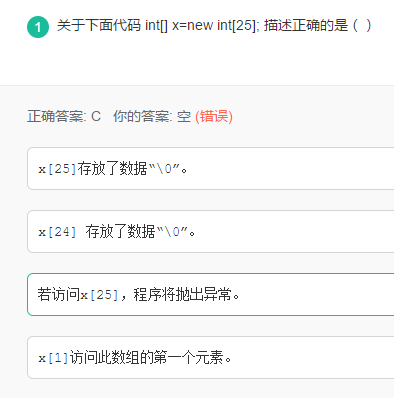 1 关于下面代码 int[] x=new int[25]; 描述正确的是（ ）
正确答案: C 你的答案: 空 (错误)
x[25]存放了数据“\0”。
x[24] 存放了数据“\0”。
若访问x[25]，程序将抛出异常。
x[1]访问此数组的第一个元素。